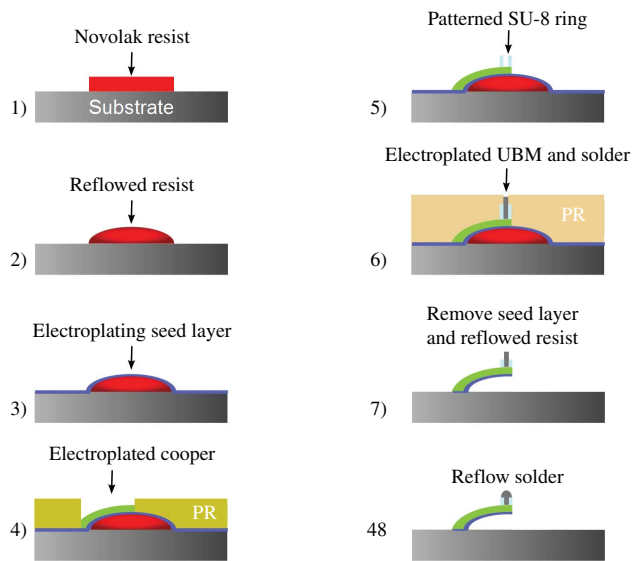 Novolak resist
Substrate
1)
Reflowed resist
2)
Electroplating seed layer
3)
Electroplated cooper
PR
4)
Patterned SU-8 ring
5)
Electroplated UBM and solder
PR
6)
Remove seed layer
and reflowed resist
7)
Reflow solder
48